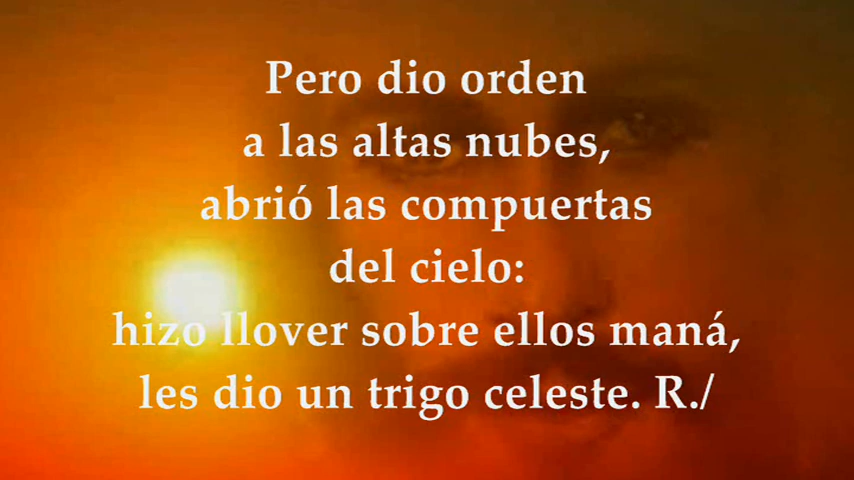 Pero dio orden
a las altas nubes,
abrió las compuertas
del cielo:
hizo llover sobre ellos maná,
les dio un trigo celeste. R./